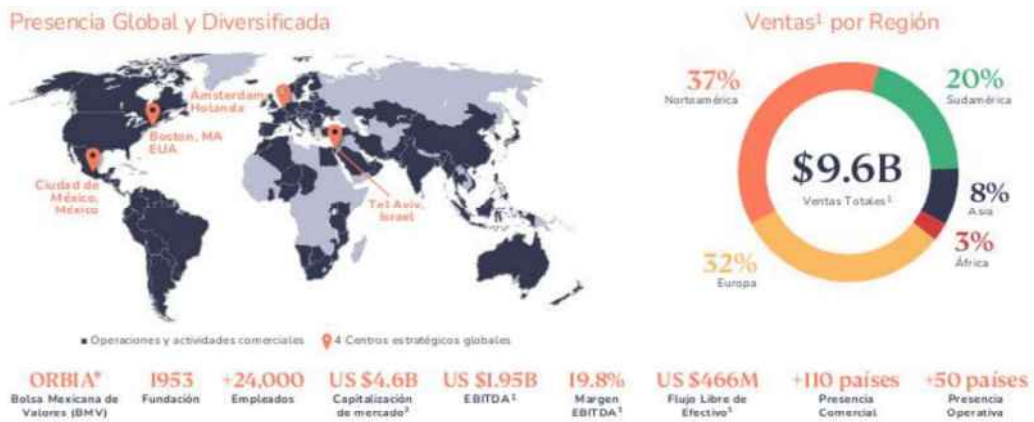 Presencia Global y Diversificada
Ámsterdam,
Holanda
Boston, MA
EUA
Ciudad de
México,
México
Tel Aviv,
Israel
Operaciones y actividades comerciales
4 Centros estratégicos globales
Ventas¹ por Región
37%
Norteamérica
20%
Sudamérica
$9.6B
Ventas Totales¹
8%
Asia
3%
África
32%
Europa
ORBIA*
Bolsa Mexicana de
Valores (BMV)
1953
Fundación
+24,000
Empleados
US $4.6B
Capitalización
de mercado²
US $1.95B
EBITDA¹
19.8%
Margen
EBITDA¹
US $466M
Flujo Libre de
Efectivo¹
+110 países
Presencia
Comercial
+50 países
Presencia
Operativa